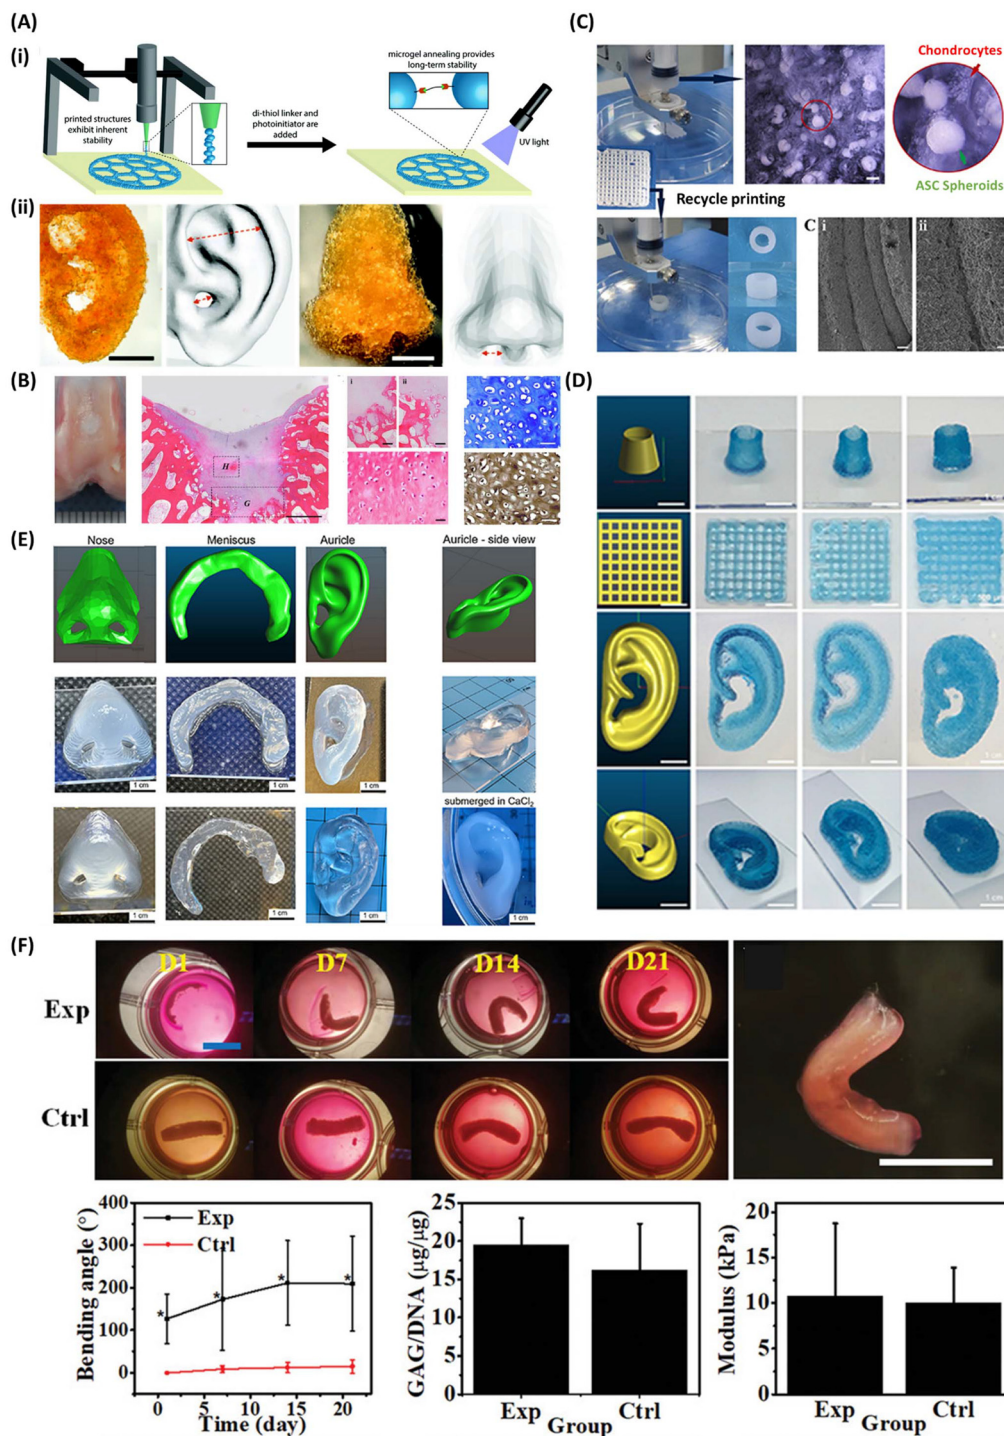 (A)
(i)
printed structures
exhibit inherent
stability
di-thiol linker and
photoinitiator are
added
microgel annealing provides
long-term stability
UV light
(ii)
(B)
i
ii
H
G
(C)
Chondrocytes
ASC Spheroids
Recycle printing
C
i
ii
(D)
1 cm
(E)
Nose
Meniscus
Auricle
Auricle - side view
1 cm
1 cm
1 cm
submerged in CaCl2
1 cm
1 cm
1 cm
1 cm
(F)
D1
D7
D14
D21
Exp
Ctrl
400
300
200
100
0
Bending angle (°)
Exp
Ctrl
*
*
*
*
0
5
10
15
20
Time (day)
25
20
15
10
5
0
GAG/DNA (μg/μg)
Exp
Ctrl
Group
20
15
10
5
0
Modulus (kPa)
Exp
Ctrl
Group